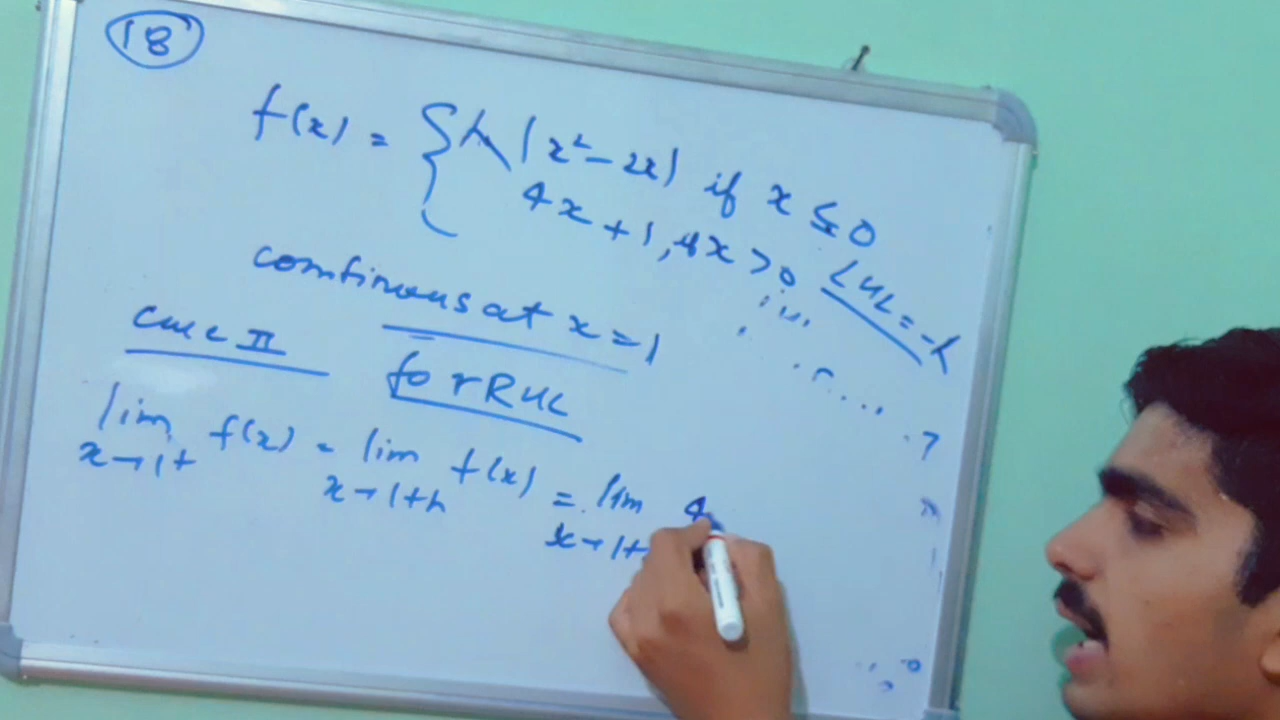 18
f(x) = { λ(x²-2x) if x ≤ 0
4x+1, if x > 0
LHL = -λ
continuous at x = 1
case II for RHL
lim x→1+ f(x) = lim x→1+h f(x) = lim x→1+ 4